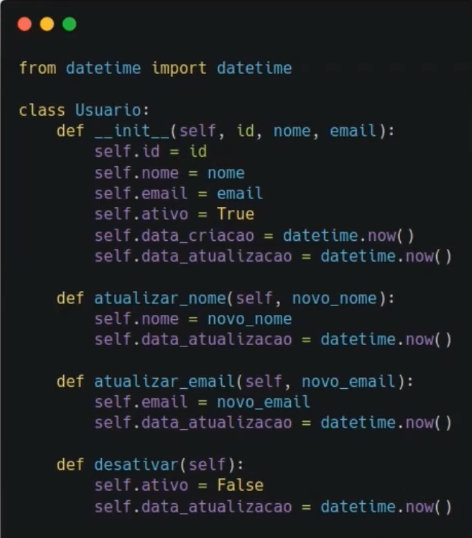 from datetime import datetime
class Usuario:
    def __init__(self, id, nome, email):
        self.id = id
        self.nome = nome
        self.email = email
        self.ativo = True
        self.data_criacao = datetime.now()
        self.data_atualizacao = datetime.now()
    def atualizar_nome(self, novo_nome):
        self.nome = novo_nome
        self.data_atualizacao = datetime.now()
    def atualizar_email(self, novo_email):
        self.email = novo_email
        self.data_atualizacao = datetime.now()
    def desativar(self):
        self.ativo = False
        self.data_atualizacao = datetime.now()